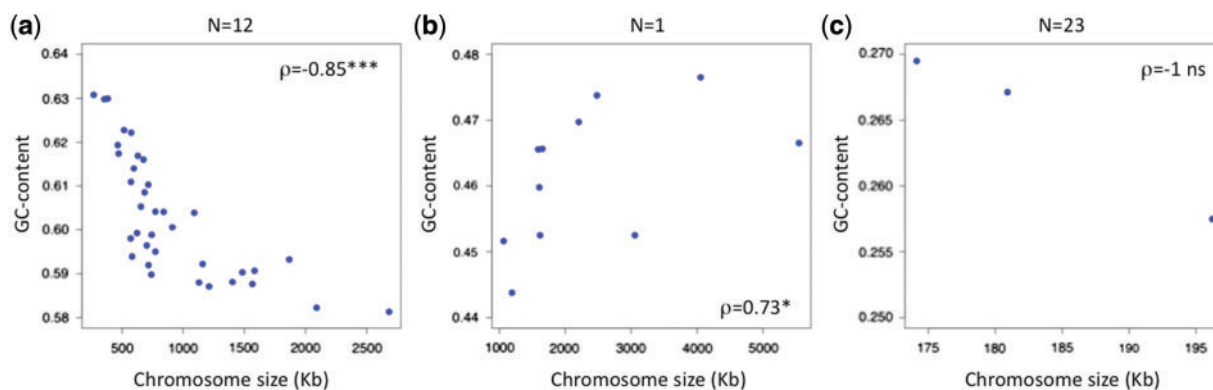 (a)
N=12
ρ=-0.85***
GC-content
0.64
0.63
0.62
0.61
0.60
0.59
0.58
500
1000
1500
2000
2500
Chromosome size (Kb)
(b)
N=1
ρ=0.73*
GC-content
0.48
0.47
0.46
0.45
0.44
1000
2000
3000
4000
5000
Chromosome size (Kb)
(c)
N=23
ρ=-1 ns
GC-content
0.270
0.265
0.260
0.255
0.250
175
180
185
190
195
Chromosome size (Kb)